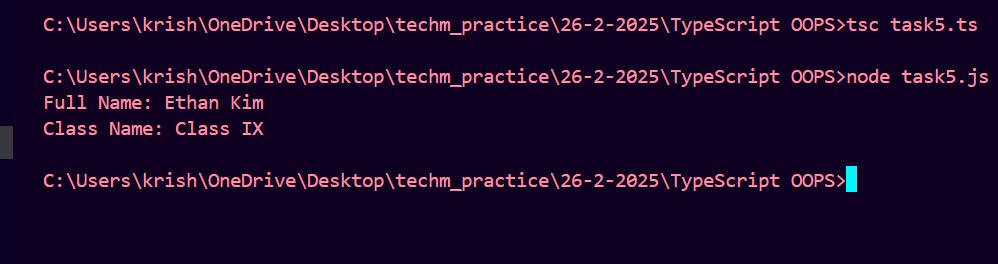 C:\Users\krish\OneDrive\Desktop\techm_practice\26-2-2025\TypeScript OOPS>tsc task5.ts
C:\Users\krish\OneDrive\Desktop\techm_practice\26-2-2025\TypeScript OOPS>node task5.js
Full Name: Ethan Kim
Class Name: Class IX
C:\Users\krish\OneDrive\Desktop\techm_practice\26-2-2025\TypeScript OOPS>